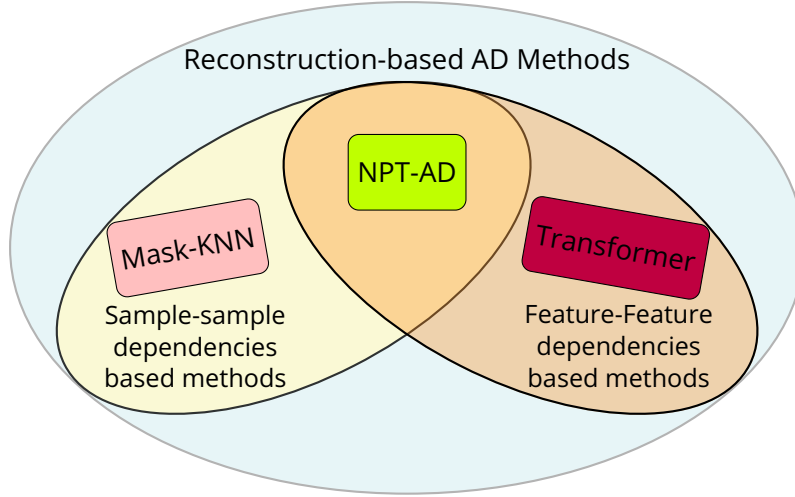 Reconstruction-based AD Methods
NPT-AD
Mask-KNN
Transformer
Sample-sample
dependencies
based methods
Feature-Feature
dependencies
based methods